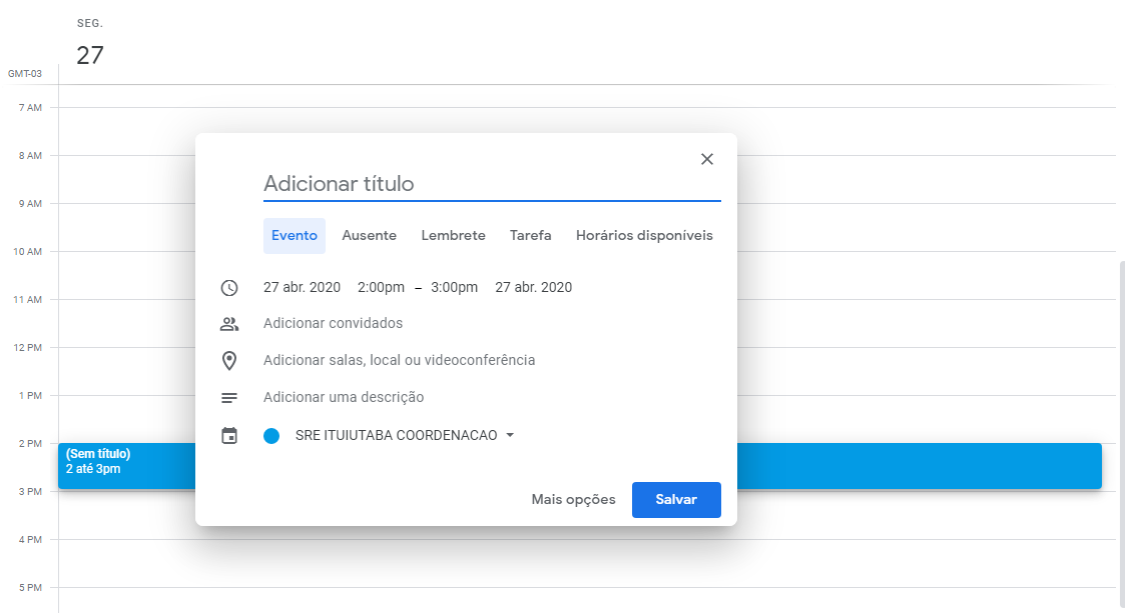 SEG.
27
GMT-03
7 AM
8 AM
9 AM
10 AM
11 AM
12 PM
1 PM
2 PM
3 PM
4 PM
5 PM
Adicionar título
Evento Ausente Lembrete Tarefa Horários disponíveis
27 abr. 2020 2:00pm – 3:00pm 27 abr. 2020
Adicionar convidados
Adicionar salas, local ou videoconferência
Adicionar uma descrição
SRE ITUIUTABA COORDENACAO
Mais opções Salvar
(Sem título)
2 até 3pm